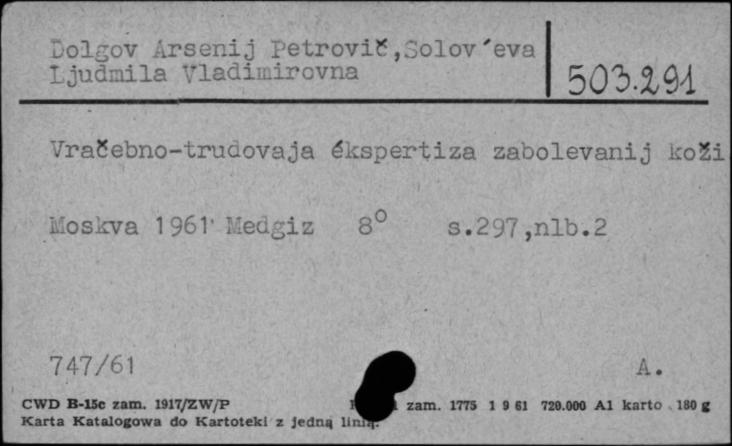 Dolgov Arsenij Petrovič,Solov´eva
Ljudmila Vladimirovna
503.291
Vračebno-trudovaja ékspertiza zabolevanij koži
Moskva 1961 Medgiz 8° s.297,nlb.2
747/61 A.
CWD B-15c zam. 1917/ZW/P zam. 1775 1 9 61 720.000 A1 karto 180 g
Karta Katalogowa do Kartoteki z jedną linią.